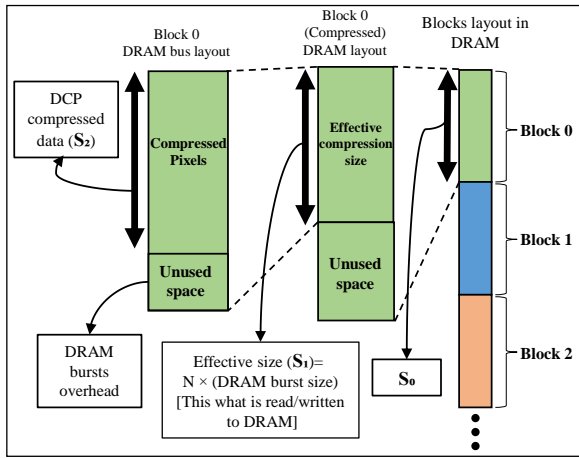 Block 0
DRAM bus layout
Block 0
(Compressed)
DRAM layout
Blocks layout in
DRAM
DCP
compressed
data (S₂)
Compressed
Pixels
Effective
compression
size
Block 0
Block 1
Unused
space
Unused
space
Block 2
DRAM
bursts
overhead
Effective size (S₁)=
N × (DRAM burst size)
[This what is read/written
to DRAM]
S₀